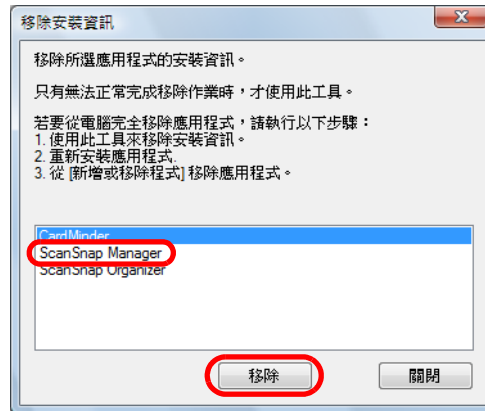 移除安裝資訊
移除所選應用程式的安裝資訊。
只有無法正常完成移除作業時，才使用此工具。
若要從電腦完全移除應用程式，請執行以下步驟：
1. 使用此工具來移除安裝資訊。
2. 重新安裝應用程式.
3. 從 [新增或移除程式] 移除應用程式。
CardMinder
ScanSnap Manager
ScanSnap Organizer
移除
關閉